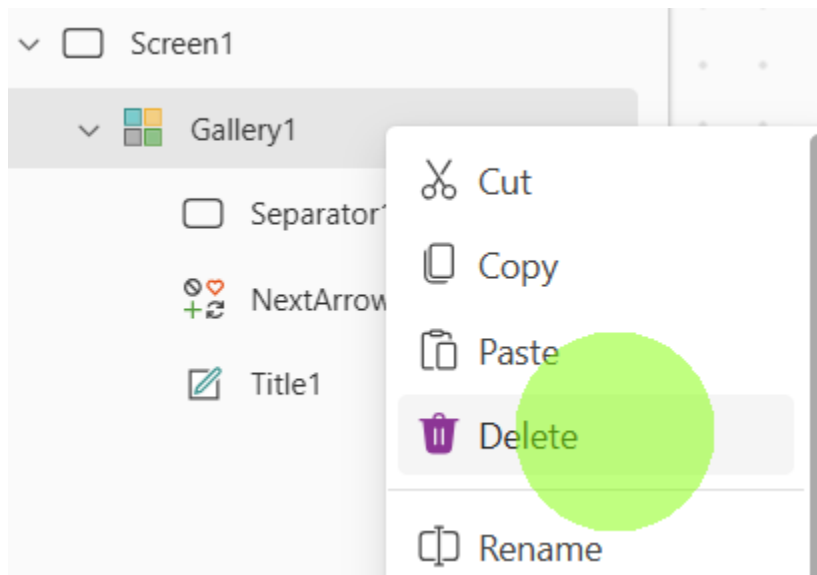 Screen1
Gallery1
Separator1
NextArrow
Title1
Cut
Copy
Paste
Delete
Rename